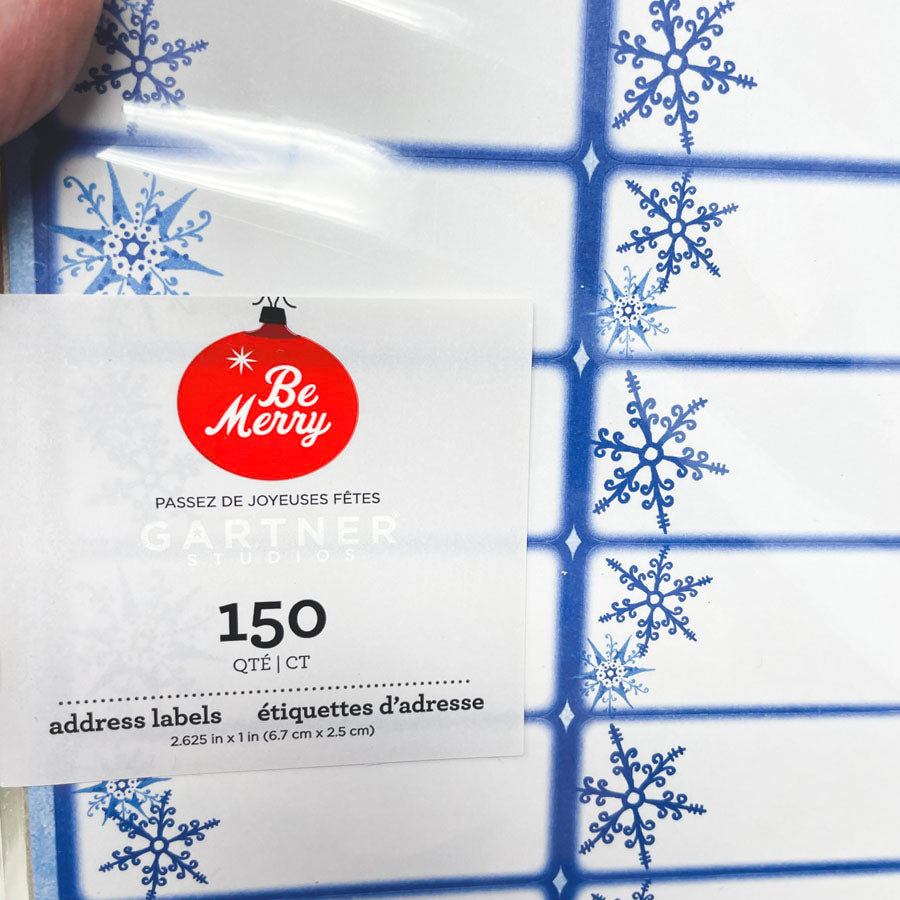 Be
Merry
PASSEZ DE JOYEUSES FÊTES
GARTNER
STUDIOS
150
QTÉ | CT
address labels étiquettes d'adresse
2.625 in x 1 in (6.7 cm x 2.5 cm)